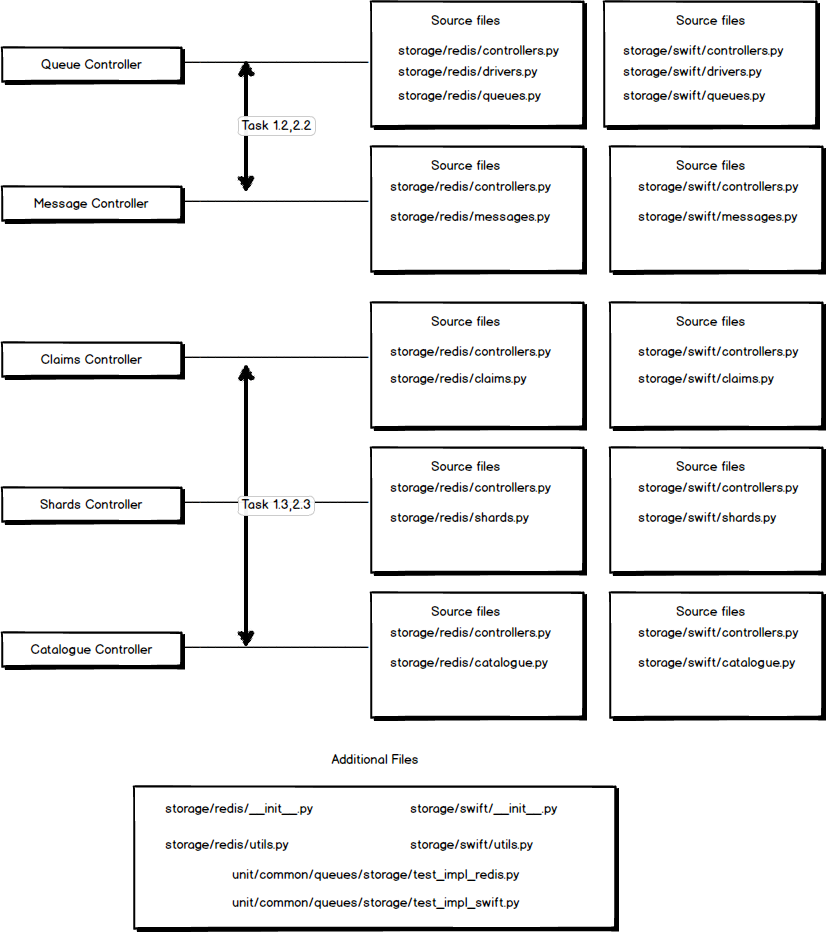 Queue Controller
Source files
storage/redis/controllers.py
storage/redis/drivers.py
storage/redis/queues.py
Source files
storage/swift/controllers.py
storage/swift/drivers.py
storage/swift/queues.py
Task 1.2,2.2
Message Controller
Source files
storage/redis/controllers.py
storage/redis/messages.py
Source files
storage/swift/controllers.py
storage/swift/messages.py
Claims Controller
Source files
storage/redis/controllers.py
storage/redis/claims.py
Source files
storage/swift/controllers.py
storage/swift/claims.py
Shards Controller
Task 1.3,2.3
Source files
storage/redis/controllers.py
storage/redis/shards.py
Source files
storage/swift/controllers.py
storage/swift/shards.py
Catalogue Controller
Source files
storage/redis/controllers.py
storage/redis/catalogue.py
Source files
storage/swift/controllers.py
storage/swift/catalogue.py
Additional Files
storage/redis/__init__.py
storage/swift/__init__.py
storage/redis/utils.py
storage/swift/utils.py
unit/common/queues/storage/test_impl_redis.py
unit/common/queues/storage/test_impl_swift.py